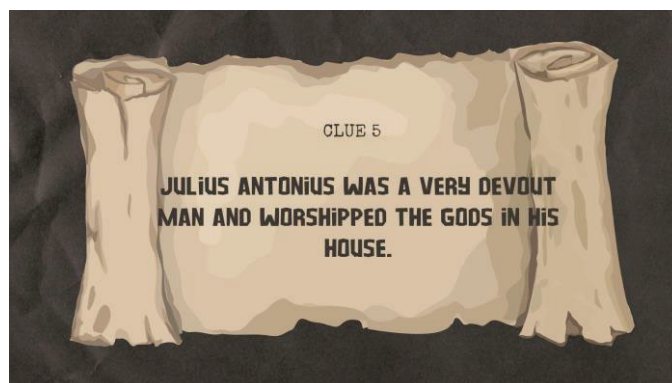 CLUE 5
JULIUS ANTONIUS WAS A VERY DEVOUT
MAN AND WORSHIPPED THE GODS IN HIS
HOUSE.